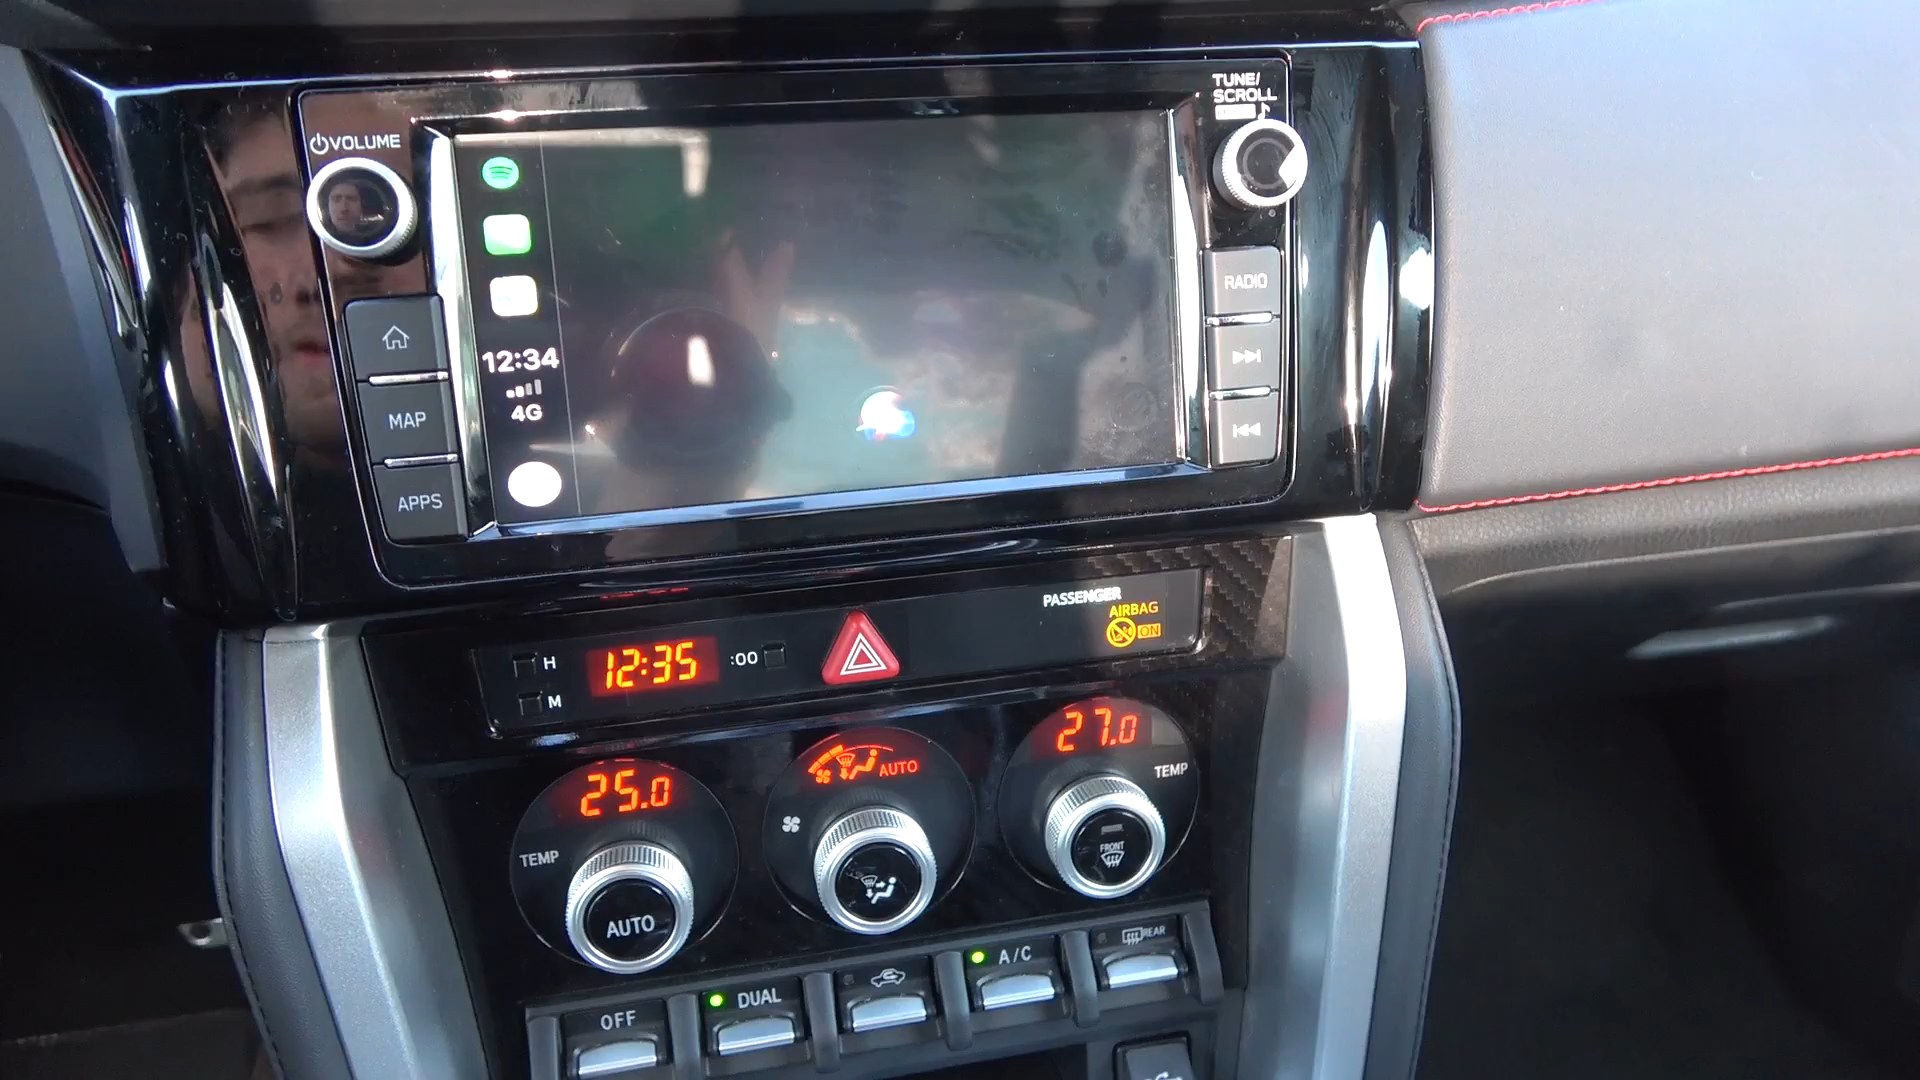 TUNE/
SCROLL
VOLUME
RADIO
12:34
4G
MAP
APPS
PASSENGER
AIRBAG
ON
H
12:35
:00
M
27.0
AUTO
25.0
TEMP
TEMP
FRONT
AUTO
REAR
A/C
DUAL
OFF